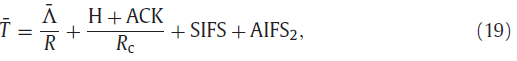 T̄ = Λ̄/R + (H + ACK)/R_c + SIFS + AIFS₂, (19)